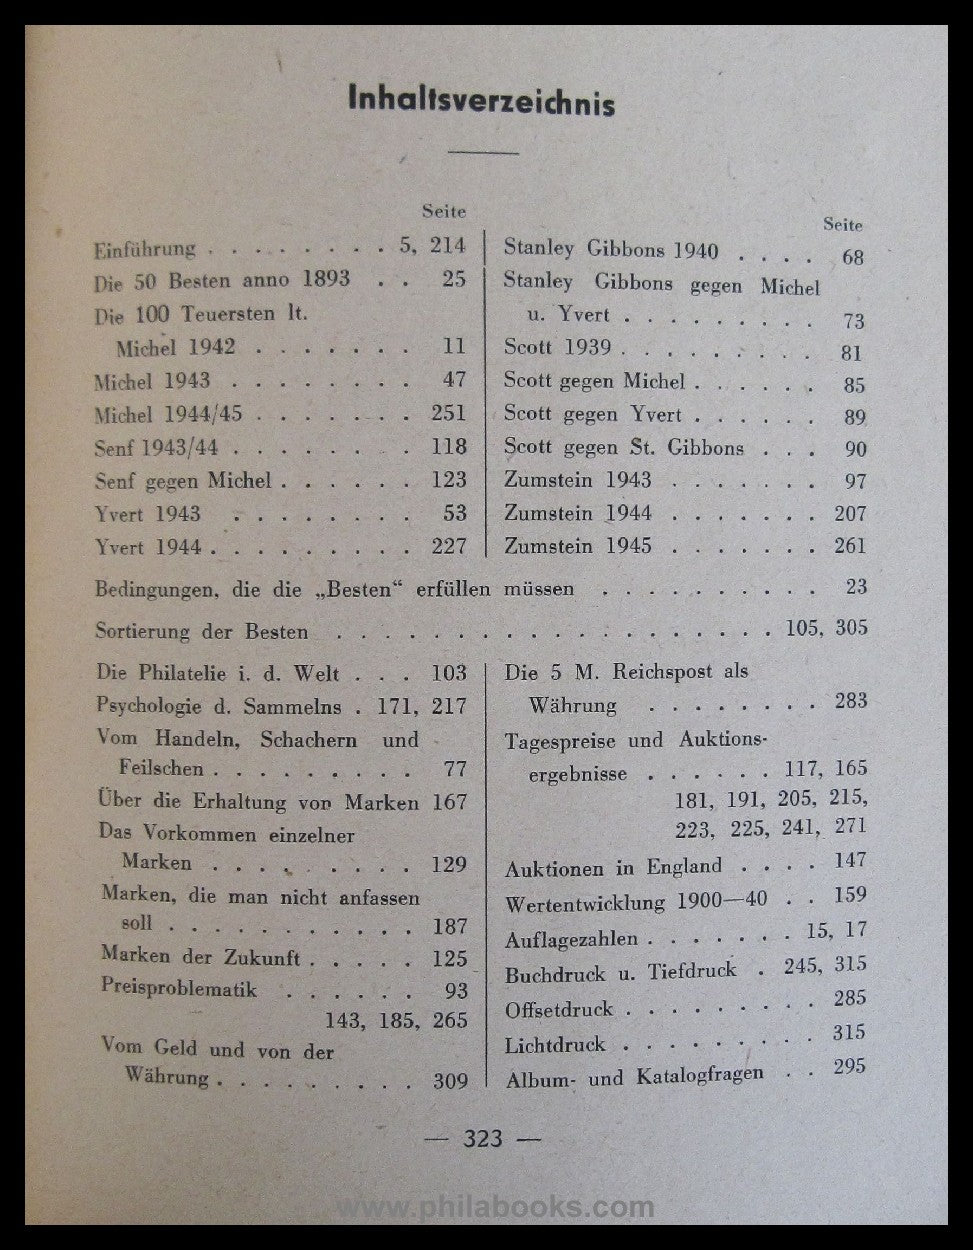 Inhaltsverzeichnis
Seite
Einführung . . . . . . . . 5, 214
Die 50 Besten anno 1893 . . 25
Die 100 Teuersten lt.
Michel 1942 . . . . . . . 11
Michel 1943 . . . . . . . . 47
Michel 1944/45 . . . . . . . 251
Senf 1943/44 . . . . . . . . 118
Senf gegen Michel . . . . . . 123
Yvert 1943 . . . . . . . . 53
Yvert 1944 . . . . . . . . . 227
Seite
Stanley Gibbons 1940 . . . . 68
Stanley Gibbons gegen Michel
u. Yvert . . . . . . . . . 73
Scott 1939 . . . . . . . . . 81
Scott gegen Michel . . . . . . 85
Scott gegen Yvert . . . . . . 89
Scott gegen St. Gibbons . . . 90
Zumstein 1943 . . . . . . . 97
Zumstein 1944 . . . . . . . 207
Zumstein 1945 . . . . . . . 261
Bedingungen, die die „Besten“ erfüllen müssen . . . . . . . . . . 23
Sortierung der Besten . . . . . . . . . . . . . . . . . . 105, 305
Die Philatelie i. d. Welt . . . 103
Psychologie d. Sammelns . 171, 217
Vom Handeln, Schachern und
Feilschen . . . . . . . . . 77
Über die Erhaltung von Marken 167
Das Vorkommen einzelner
Marken . . . . . . . . . 129
Marken, die man nicht anfassen
soll . . . . . . . . . . . 187
Marken der Zukunft . . . . . 125
Preisproblematik . . . . . . 93
143, 185, 265
Vom Geld und von der
Währung . . . . . . . . . 309
Die 5 M. Reichspost als
Währung . . . . . . . . 283
Tagespreise und Auktions-
ergebnisse . . . . . . 117, 165
181, 191, 205, 215,
223, 225, 241, 271
Auktionen in England . . . . 147
Wertentwicklung 1900—40 . . 159
Auflagezahlen . . . . . . . 15, 17
Buchdruck u. Tiefdruck . 245, 315
Offsetdruck . . . . . . . . . 285
Lichtdruck . . . . . . . . . 315
Album- und Katalogfragen . . 295
— 323 —
www.philabooks.com